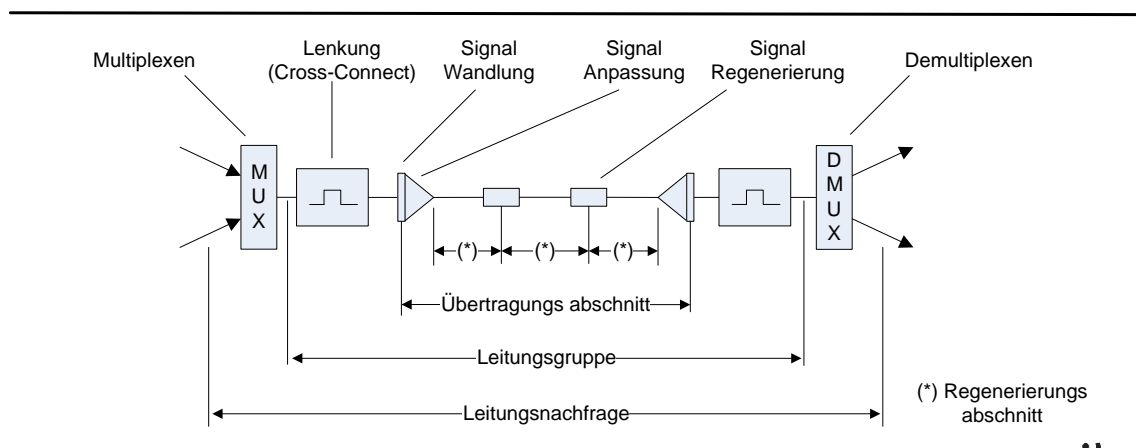 Multiplexen
Lenkung
(Cross-Connect)
Signal
Wandlung
Signal
Anpassung
Signal
Regenerierung
Demultiplexen
M
U
X
D
M
U
X
(*)
(*)
(*)
Übertragungs abschnitt
Leitungsgruppe
Leitungsnachfrage
(*) Regenerierungs
abschnitt